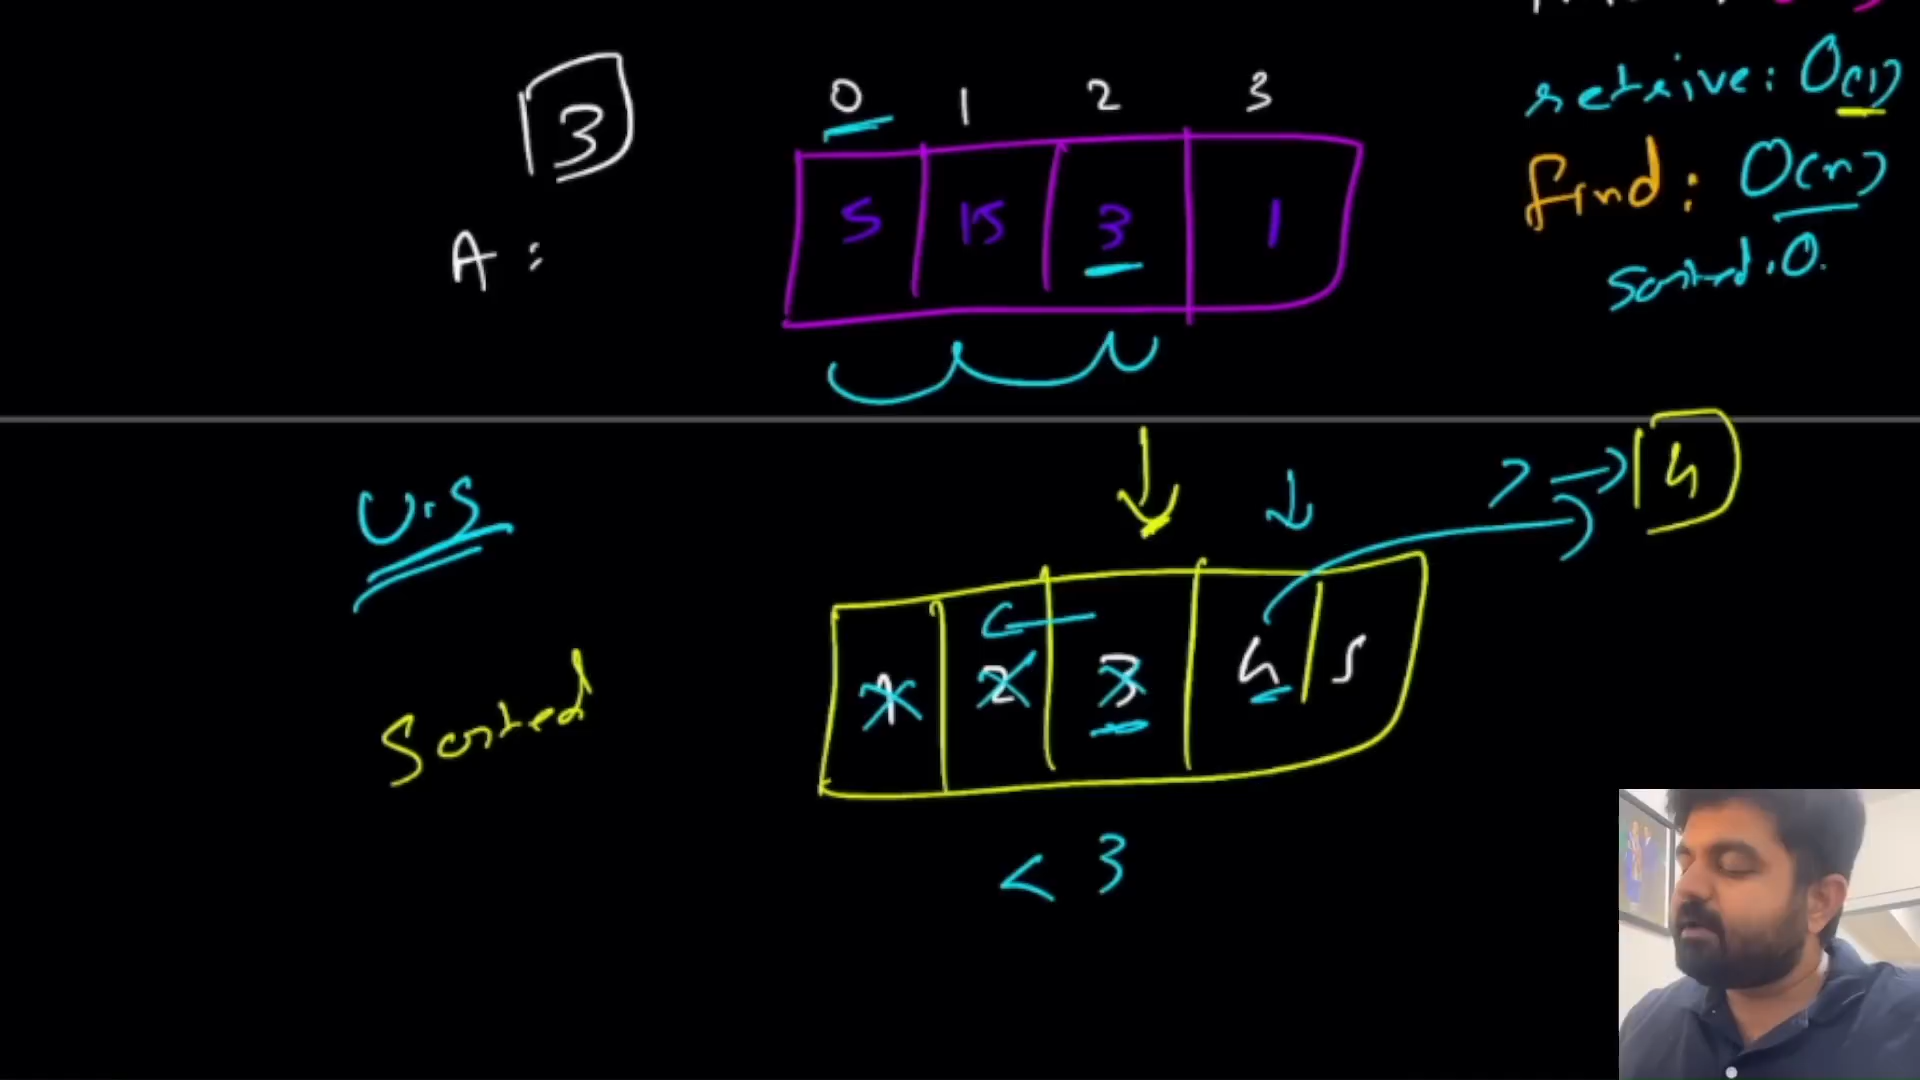 3
0 1 2 3
A : 5 15 3 1
retrive: O(1)
find: O(n)
sorted: O.
U.S
> 4
Sorted
1 2 3 4 5
< 3